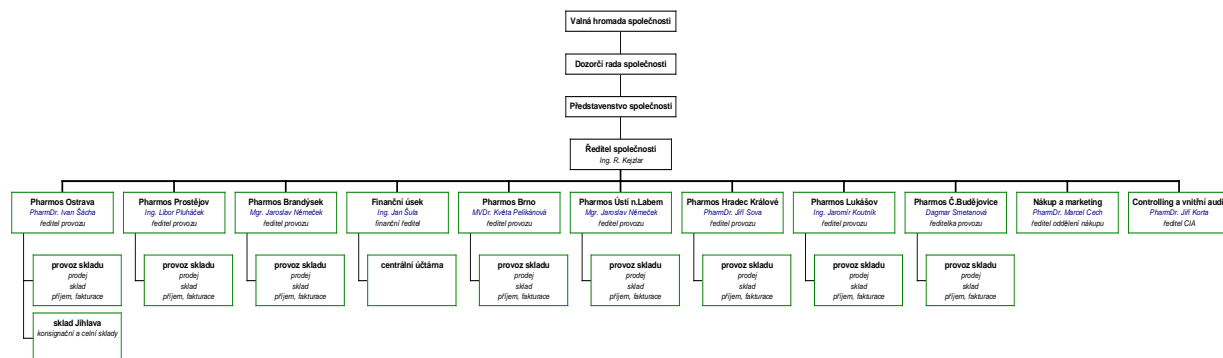 Valná hromada společnosti
Dozorčí rada společnosti
Představenstvo společnosti
Ředitel společnosti
Ing. R. Kejzlar
Pharmos Ostrava
PharmDr. Ivan Šácha
ředitel provozu
Pharmos Prostějov
Ing. Libor Pluháček
ředitel provozu
Pharmos Brandýsek
Mgr. Jaroslav Němeček
ředitel provozu
Finanční úsek
Ing. Jan Šula
finanční ředitel
Pharmos Brno
MVDr. Květa Pelikánová
ředitel provozu
Pharmos Ústí n.Labem
Mgr. Jaroslav Němeček
ředitel provozu
Pharmos Hradec Králové
PharmDr. Jiří Sova
ředitel provozu
Pharmos Lukášov
Ing. Jaromír Koutník
ředitel provozu
Pharmos Č.Budějovice
Dagmar Smetanová
ředitelka provozu
Nákup a marketing
PharmDr. Marcel Cech
ředitel oddělení nákupu
Controlling a vnitřní audi
PharmDr. Jiří Korta
ředitel CIA
provoz skladu
prodej
sklad
příjem, fakturace
provoz skladu
prodej
sklad
příjem, fakturace
provoz skladu
prodej
sklad
příjem, fakturace
centrální účtárna
provoz skladu
prodej
sklad
příjem, fakturace
provoz skladu
prodej
sklad
příjem, fakturace
provoz skladu
prodej
sklad
příjem, fakturace
provoz skladu
prodej
sklad
příjem, fakturace
provoz skladu
prodej
sklad
příjem, fakturace
sklad Jihlava
konsignační a celní sklady